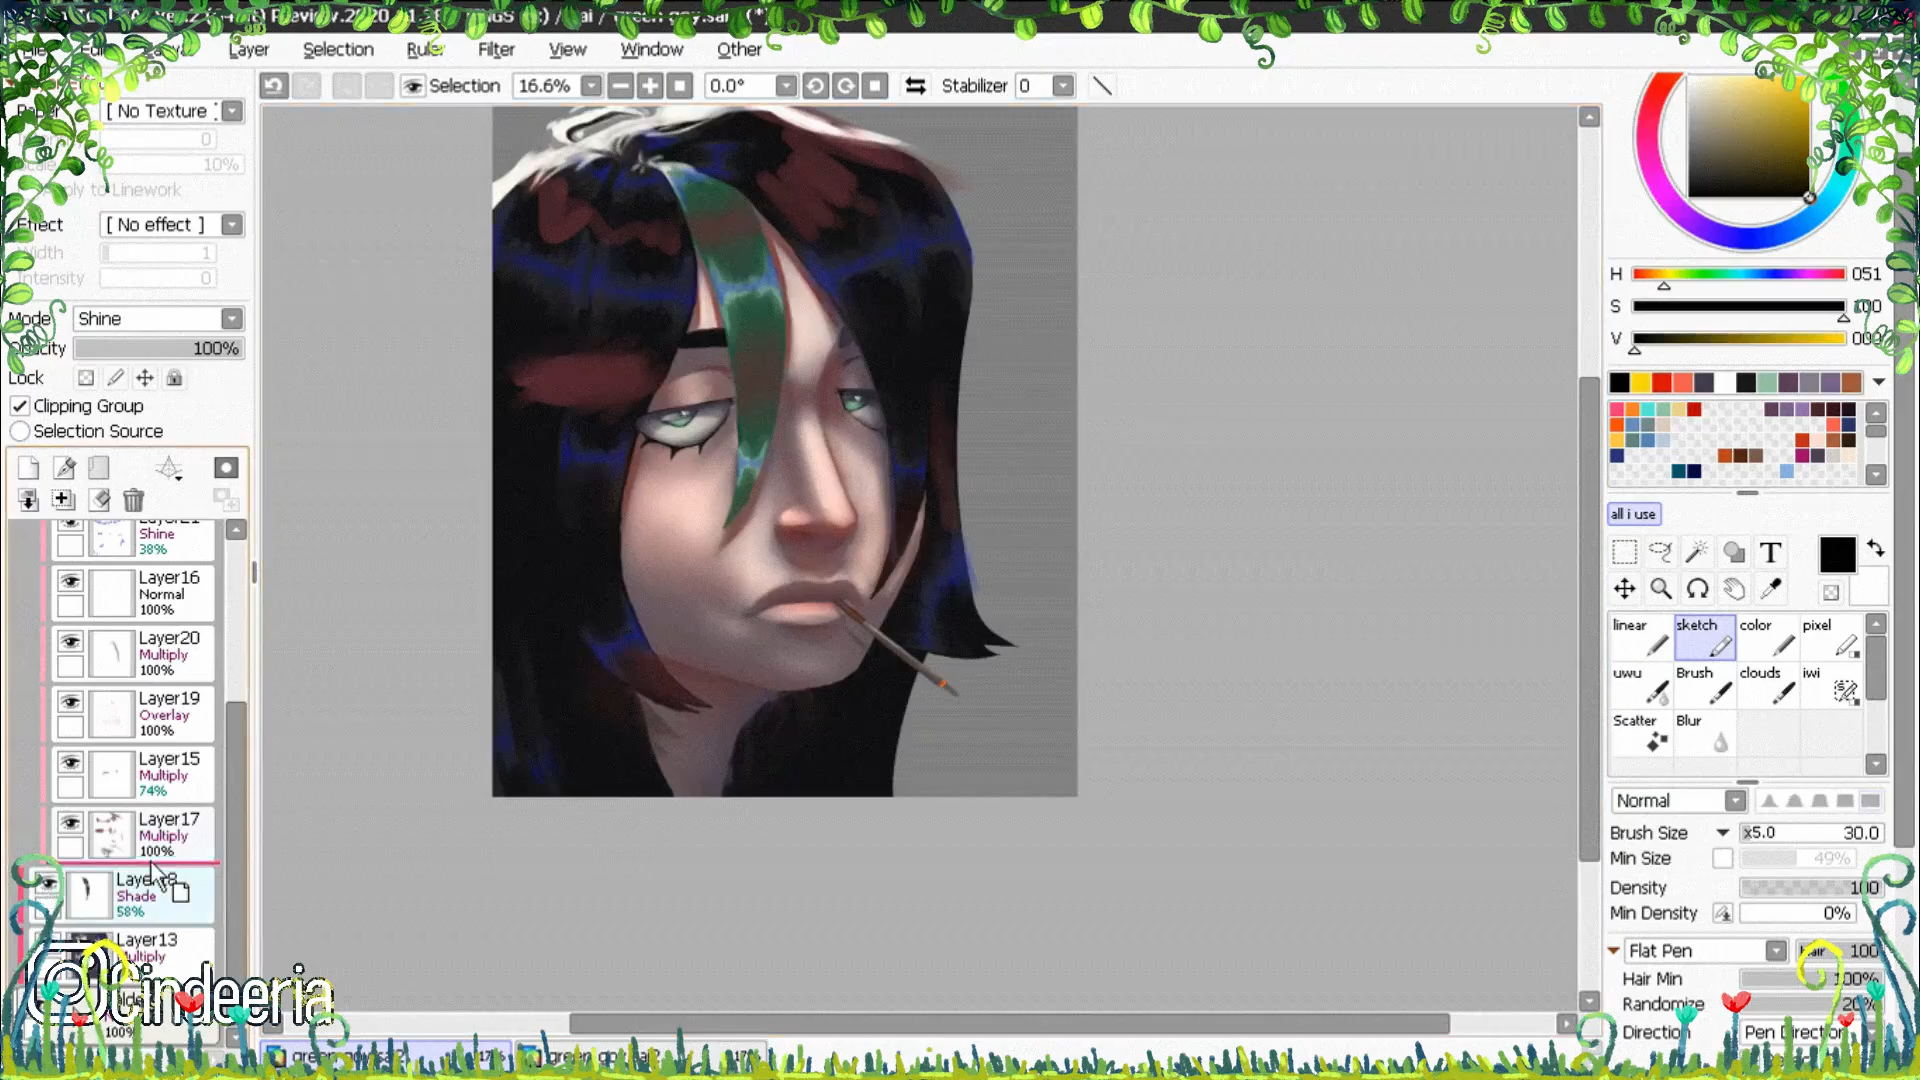 Layer Selection Ruler Filter View Window Other
Selection 16.6% 0.0° Stabilizer 0
[ No Texture ]
0
10%
Apply to Linework
Effect [ No effect ]
Width 1
Intensity 0
Mode Shine
Opacity 100%
Lock
Clipping Group
Selection Source
Layer21
Shine
38%
Layer16
Normal
100%
Layer20
Multiply
100%
Layer19
Overlay
100%
Layer15
Multiply
74%
Layer17
Multiply
100%
Shade
58%
Layer13
Multiply
Cindeeria
100%
H 051
S 100
V
all i use
T
linear sketch color pixel
uwu Brush clouds iwi
Scatter Blur
Normal
Brush Size x5.0 30.0
Min Size 49%
Density 100
Min Density 0%
Flat Pen Hair 100
Hair Min 100%
Randomize 20%
Direction Pen Direction